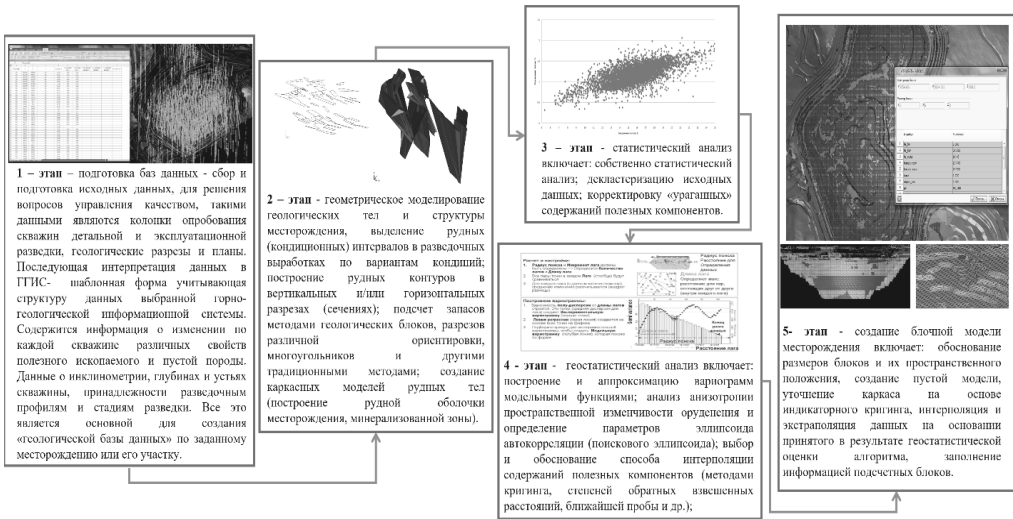 1 – этап – подготовка баз данных - сбор и
подготовка исходных данных, для решения
вопросов управления качеством, такими
данными являются колонки опробования
скважин детальной и эксплуатационной
разведки, геологические разрезы и планы.
Последующая интерпретация данных в
ГГИС- шаблонная форма учитывающая
структуру данных выбранной горно-
геологической информационной системы.
Содержится информация о изменении по
каждой скважине различных свойств
полезного ископаемого и пустой породы.
Данные о инклинометрии, глубинах и устьях
скважины, принадлежности разведочным
профилям и стадиям разведки. Все это
является основной для создания
«геологической базы данных» по заданному
месторождению или его участку.
2 – этап - геометрическое моделирование
геологических тел и структуры
месторождения, выделение рудных
(кондиционных) интервалов в разведочных
выработках по вариантам кондиций;
построение рудных контуров в
вертикальных и/или горизонтальных
разрезах (сечениях); подсчет запасов
методами геологических блоков, разрезов
различной ориентировки,
многоугольников и другими
традиционными методами; создание
каркасных моделей рудных тел
(построение рудной оболочки
месторождения, минерализованной зоны).
3 – этап - статистический анализ
включает: собственно статистический
анализ; декластеризацию исходных
данных; корректировку «ураганных»
содержаний полезных компонентов.
Радиус поиска
Расстояние лага
4 - этап - геостатистический анализ включает:
построение и аппроксимацию вариограмм
модельными функциями; анализ анизотропии
пространственной изменчивости оруденения и
определение параметров эллипсоида
автокорреляции (поискового эллипсоида); выбор
и обоснование способа интерполяции
содержаний полезных компонентов (методами
кригинга, степеней обратных взвешенных
расстояний, ближайшей пробы и др.);
5- этап - создание блочной модели
месторождения включает: обоснование
размеров блоков и их пространственного
положения, создание пустой модели,
уточнение каркаса на основе
индикаторного кригинга, интерполяция и
экстраполяция данных на основании
принятого в результате геостатистической
оценки алгоритма, заполнение
информацией подсчетных блоков.